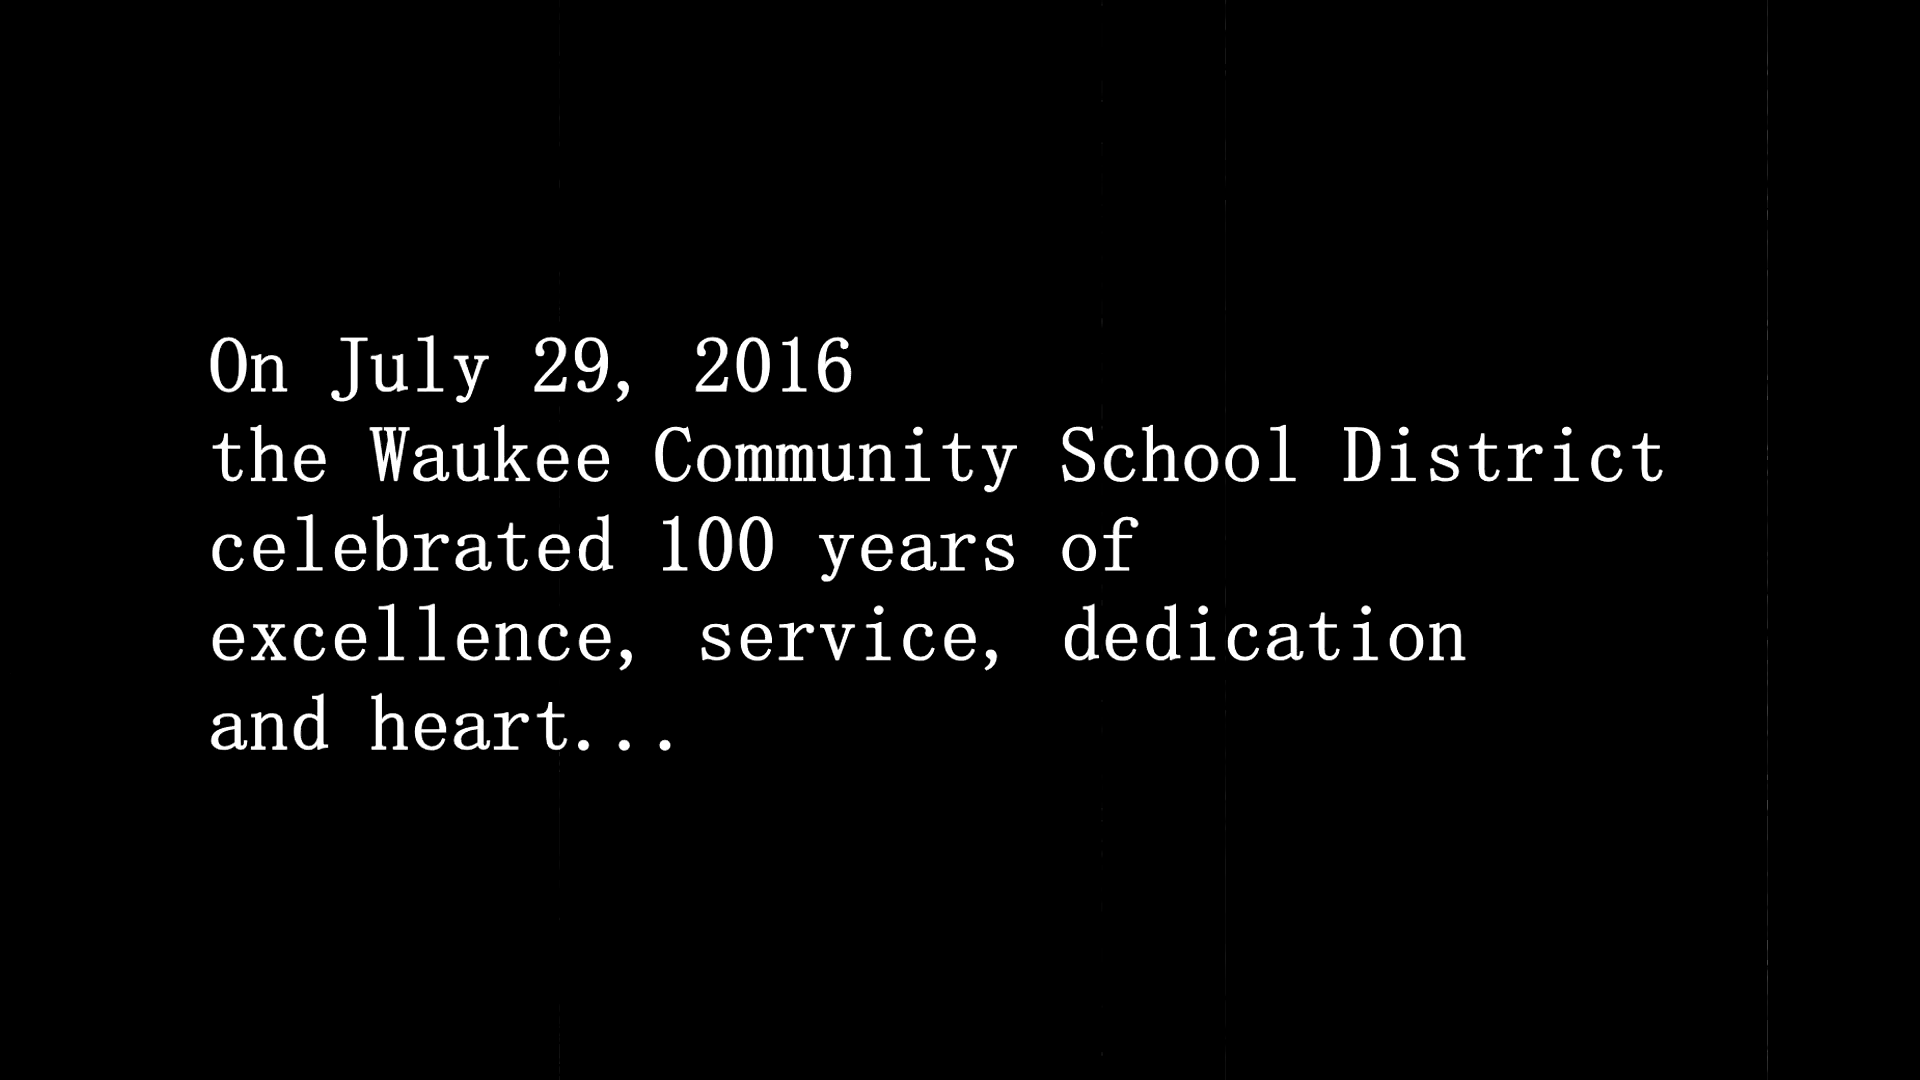 On July 29, 2016
the Waukee Community School District
celebrated 100 years of
excellence, service, dedication
and heart...